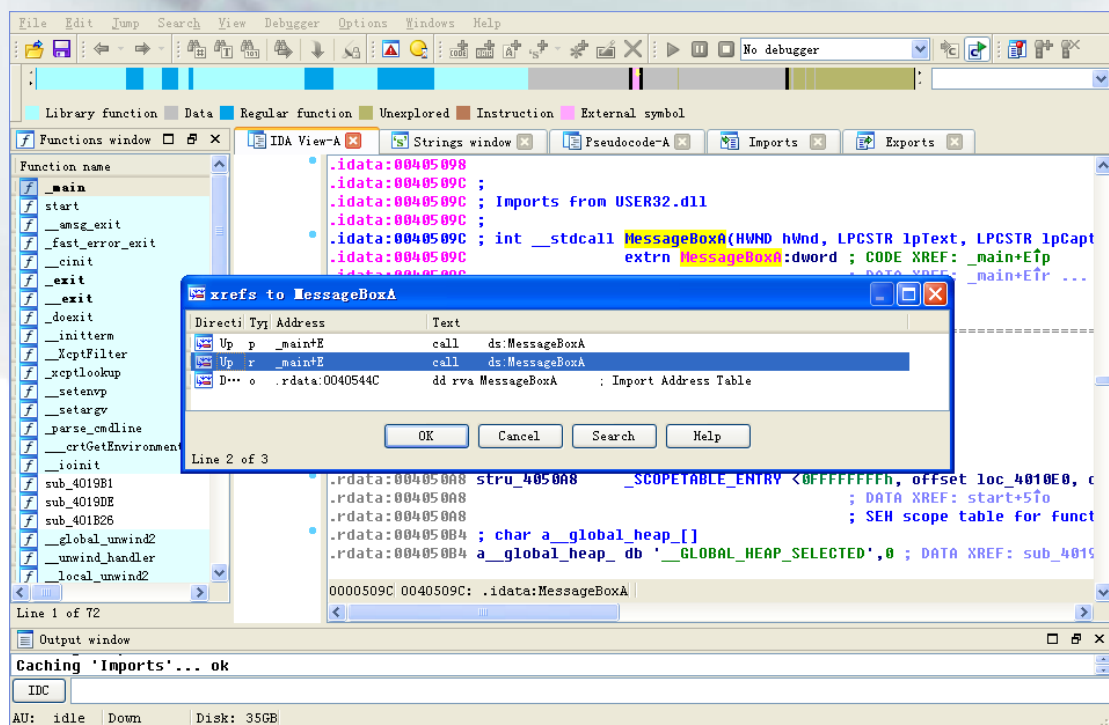 File Edit Jump Search View Debugger Options Windows Help
No debugger
Library function Data Regular function Unexplored Instruction External symbol
Functions window
IDA View-A Strings window Pseudocode-A Imports Exports
Function name
_main
start
__amsg_exit
_fast_error_exit
__cinit
_exit
__exit
_doexit
__initterm
__XcptFilter
_xcptlookup
__setenvp
__setargv
_parse_cmdline
___crtGetEnvironment
__ioinit
sub_4019B1
sub_4019DE
sub_401B26
__global_unwind2
__unwind_handler
__local_unwind2
Line 1 of 72
.idata:00405098
.idata:0040509C ;
.idata:0040509C ; Imports from USER32.dll
.idata:0040509C ;
.idata:0040509C ; int __stdcall MessageBoxA(HWND hWnd, LPCSTR lpText, LPCSTR lpCapt
.idata:0040509C extrn MessageBoxA:dword ; CODE XREF: _main+E↑p
.idata:0040509C ; DATA XREF: _main+E↑r ...
xrefs to MessageBoxA
Directi Typ Address Text
Up p _main+E call ds:MessageBoxA
Up r _main+E call ds:MessageBoxA
D... o .rdata:0040544C dd rva MessageBoxA ; Import Address Table
OK Cancel Search Help
Line 2 of 3
.rdata:004050A8 stru_4050A8 _SCOPETABLE_ENTRY <0FFFFFFFFh, offset loc_4010E0, o
.rdata:004050A8 ; DATA XREF: start+5↑o
.rdata:004050A8 ; SEH scope table for funct
.rdata:004050B4 ; char a__global_heap_[]
.rdata:004050B4 a__global_heap_ db '__GLOBAL_HEAP_SELECTED',0 ; DATA XREF: sub_4019
0000509C 0040509C: .idata:MessageBoxA
Output window
Caching 'Imports'... ok
IDC
AU: idle Down Disk: 35GB